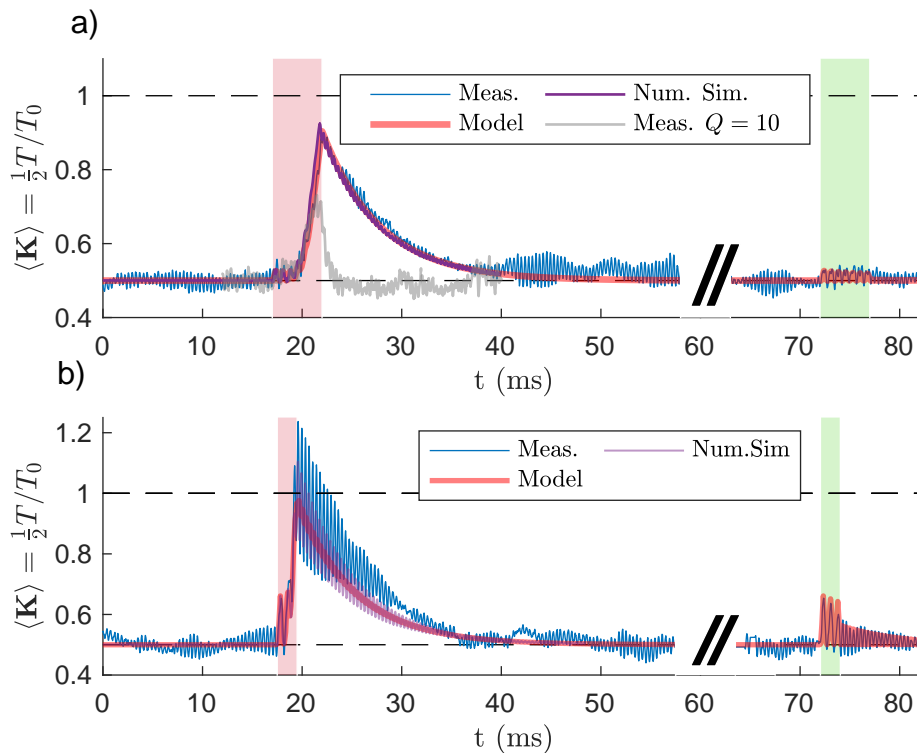 a)
⟨K⟩ = ½T/T₀
1
0.8
0.6
0.4
Meas.
Num. Sim.
Model
Meas. Q = 10
0 10 20 30 40 50 60 70 80
t (ms)
b)
⟨K⟩ = ½T/T₀
1.2
1
0.8
0.6
0.4
Meas.
Num.Sim
Model
0 10 20 30 40 50 60 70 80
t (ms)